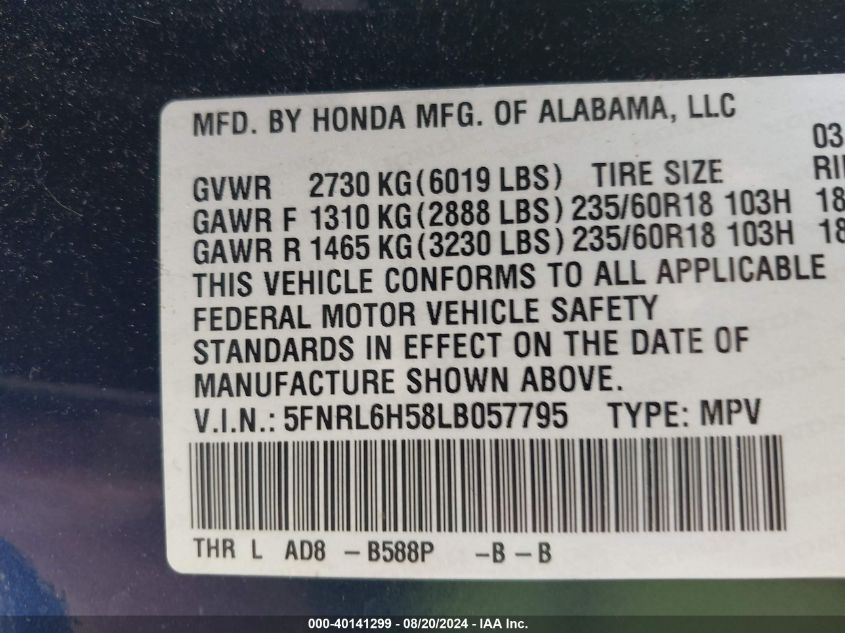 MFD. BY HONDA MFG. OF ALABAMA, LLC
03
GVWR 2730 KG(6019 LBS) TIRE SIZE
GAWR F 1310 KG(2888 LBS) 235/60R18 103H 18
GAWR R 1465 KG(3230 LBS) 235/60R18 103H 18
THIS VEHICLE CONFORMS TO ALL APPLICABLE
FEDERAL MOTOR VEHICLE SAFETY
STANDARDS IN EFFECT ON THE DATE OF
MANUFACTURE SHOWN ABOVE.
V.I.N.: 5FNRL6H58LB057795 TYPE: MPV
THR L AD8 - B588P -B - B
000-40141299 - 08/20/2024 - IAA Inc.